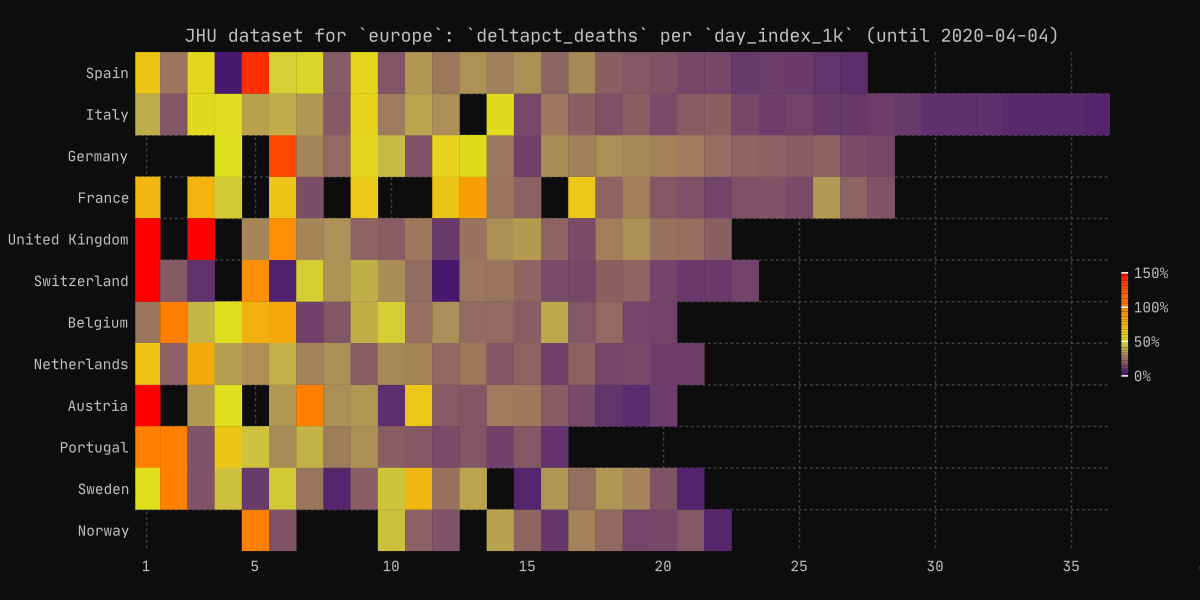 JHU dataset for `europe`: `deltapct_deaths` per `day_index_1k` (until 2020-04-04)
Spain
Italy
Germany
France
United Kingdom
Switzerland
Belgium
Netherlands
Austria
Portugal
Sweden
Norway
1 5 10 15 20 25 30 35
150%
100%
50%
0%